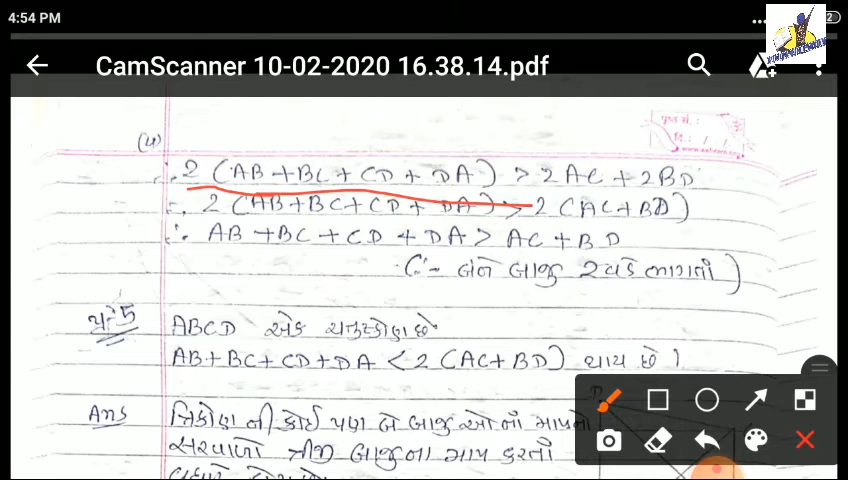 4:54 PM
CamScanner 10-02-2020 16.38.14.pdf
(૫)
પૃષ્ઠ સં.:
∴ 2 (AB+BC+CD+DA) > 2AC+2BD
∴ 2 (AB+BC+CD+DA) > 2 (AC+BD)
∴ AB+BC+CD+DA > AC+BD
(∵ બંને બાજુ 2 વડે ભાગતાં)
પ્રશ્ન:5 ABCD એક ચતુષ્કોણ છે
AB+BC+CD+DA < 2 (AC+BD) થાય છે ।
Ans ત્રિકોણ ની કોઈ પણ બે બાજુ ઓનાં માપનો
સરવાળો ત્રીજી બાજુના માપ કરતાં